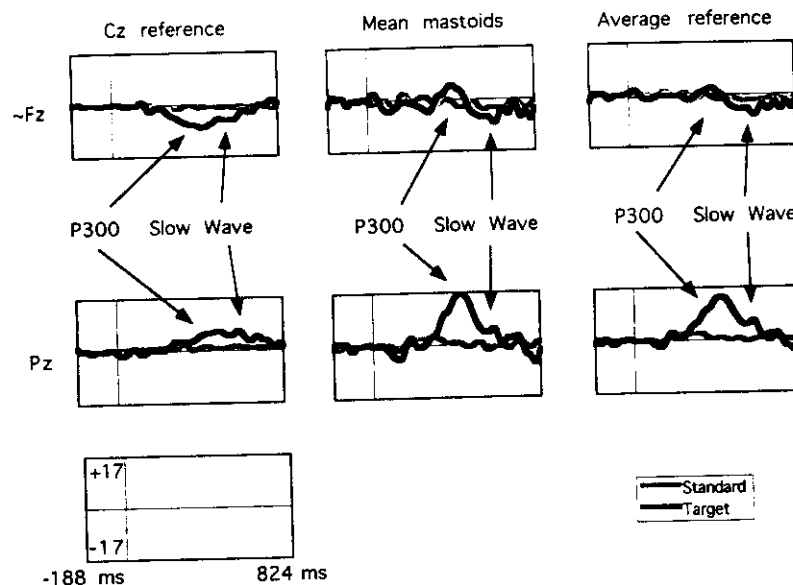 Cz reference
Mean mastoids
Average reference
~Fz
P300 Slow Wave
P300 Slow Wave
P300 Slow Wave
Pz
+17
-17
-188 ms
824 ms
Standard
Target